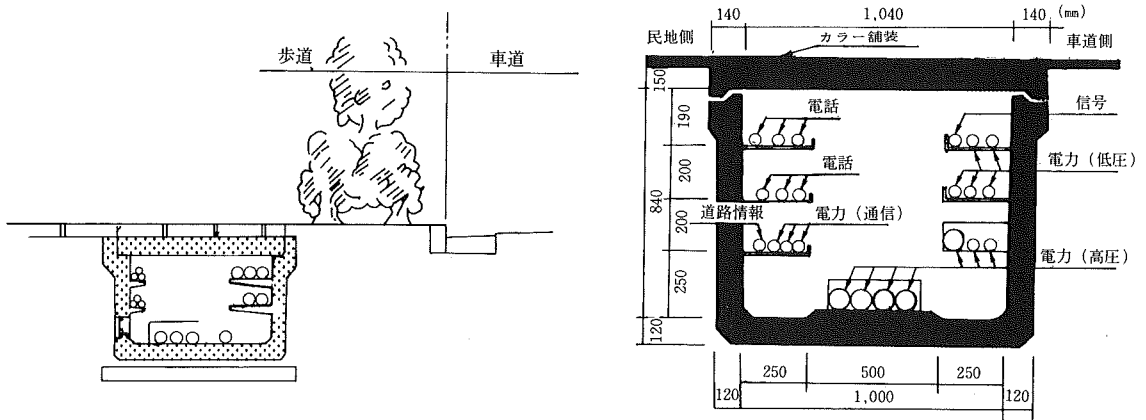 歩道
車道
140
1,040
140
(mm)
民地側
カラー舗装
車道側
150
190
200
840
200
250
120
電話
電話
道路情報
電力（通信）
信号
電力（低圧）
電力（高圧）
250
500
250
120
1,000
120